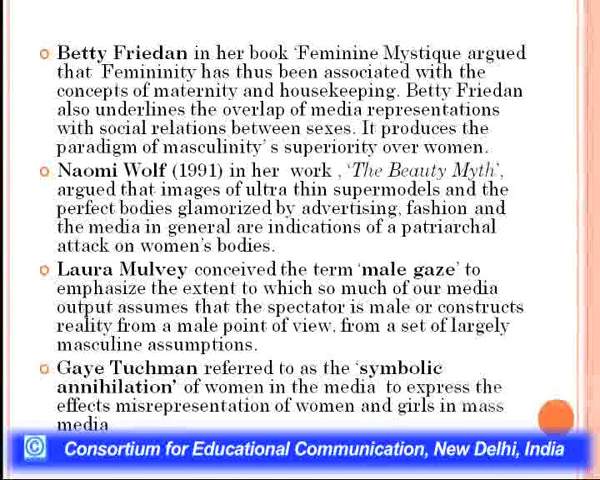 Betty Friedan in her book ‘Feminine Mystique argued
that Femininity has thus been associated with the
concepts of maternity and housekeeping. Betty Friedan
also underlines the overlap of media representations
with social relations between sexes. It produces the
paradigm of masculinity’ s superiority over women.
Naomi Wolf (1991) in her work , ‘The Beauty Myth’,
argued that images of ultra thin supermodels and the
perfect bodies glamorized by advertising, fashion and
the media in general are indications of a patriarchal
attack on women’s bodies.
Laura Mulvey conceived the term ‘male gaze’ to
emphasize the extent to which so much of our media
output assumes that the spectator is male or constructs
reality from a male point of view, from a set of largely
masculine assumptions.
Gaye Tuchman referred to as the ‘symbolic
annihilation’ of women in the media to express the
effects misrepresentation of women and girls in mass
media
© Consortium for Educational Communication, New Delhi, India